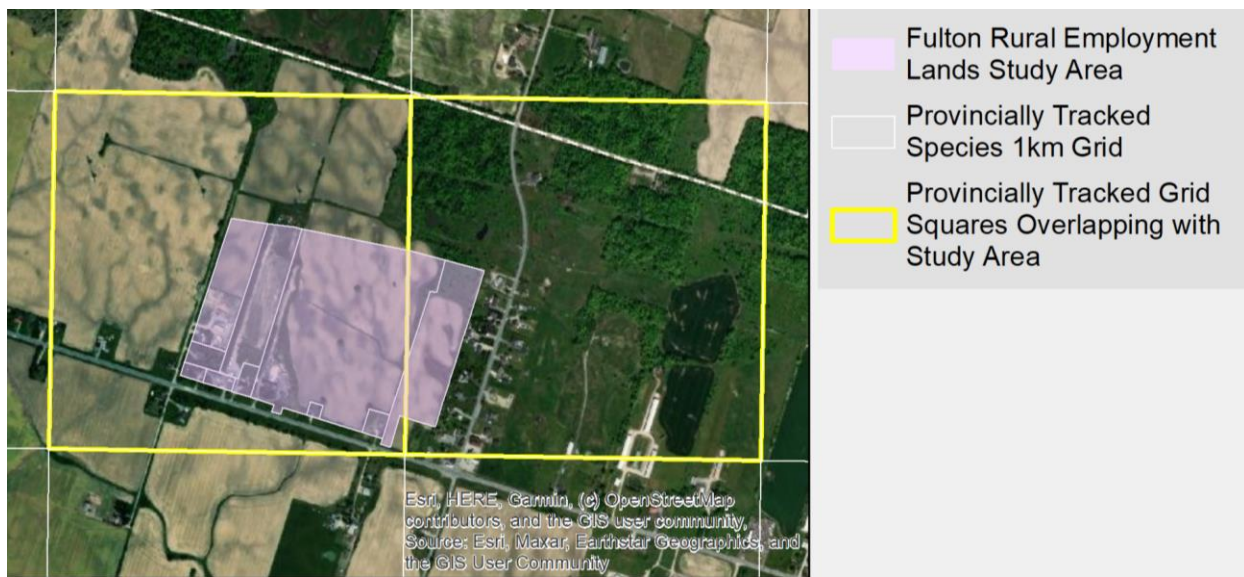 Fulton Rural Employment
Lands Study Area
Provincially Tracked
Species 1km Grid
Provincially Tracked Grid
Squares Overlapping with
Study Area
Esri, HERE, Garmin, (c) OpenStreetMap
contributors, and the GIS user community,
Source: Esri, Maxar, Earthstar Geographics, and
the GIS User Community